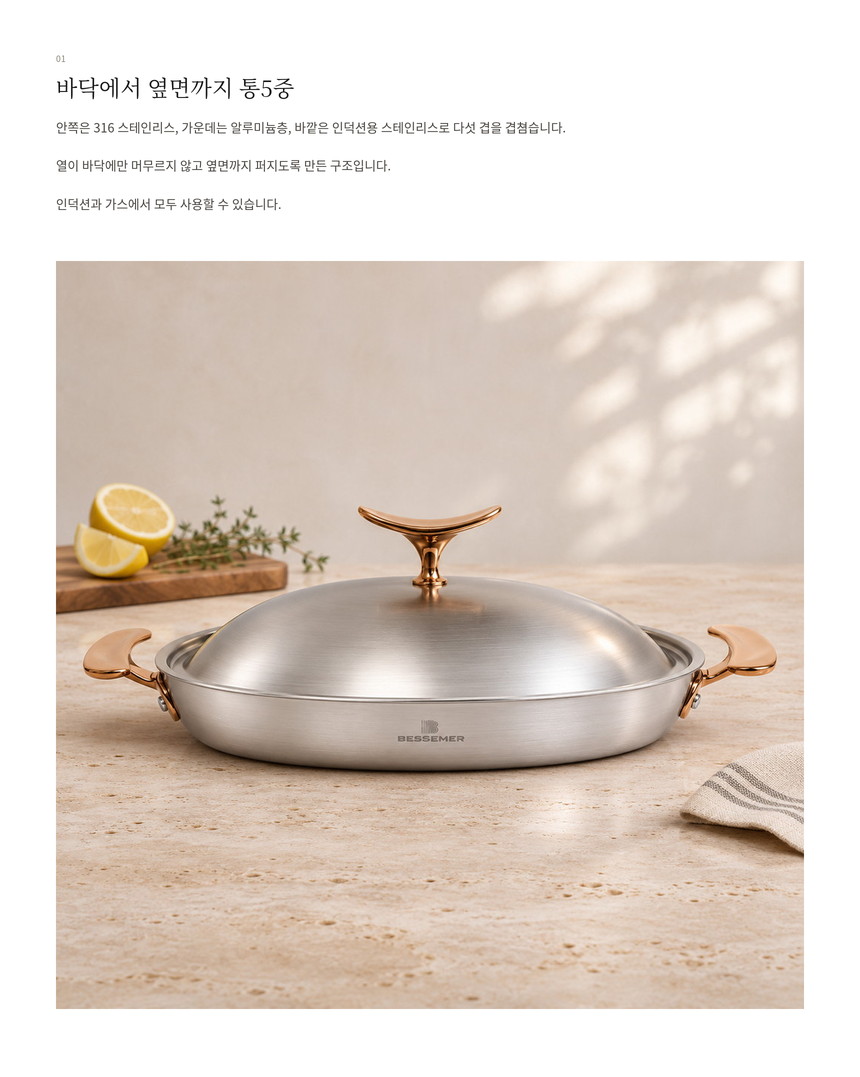 01
바닥에서 옆면까지 통5중
안쪽은 316 스테인리스, 가운데는 알루미늄층, 바깥은 인덕션용 스테인리스로 다섯 겹을 겹쳤습니다.
열이 바닥에만 머무르지 않고 옆면까지 퍼지도록 만든 구조입니다.
인덕션과 가스에서 모두 사용할 수 있습니다.
BESSEMER